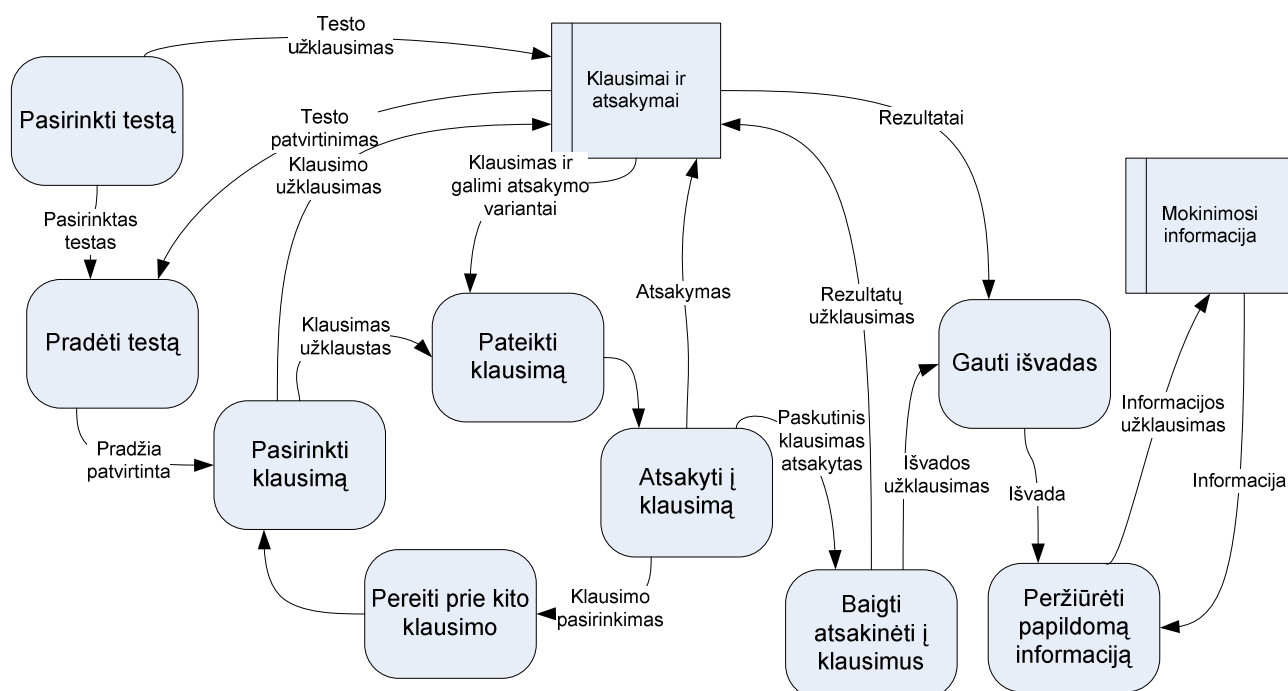 Testo
užklausimas
Klausimai ir
atsakymai
Pasirinkti testą
Testo
patvirtinimas
Klausimo
užklausimas
Klausimas ir
galimi atsakymo
variantai
Rezultatai
Mokinimosi
informacija
Pasirinktas
testas
Pradėti testą
Klausimas
užklaustas
Pateikti
klausimą
Atsakymas
Rezultatų
užklausimas
Gauti išvadas
Pradžia
patvirtinta
Pasirinkti
klausimą
Atsakyti į
klausimą
Paskutinis
klausimas
atsakytas
Išvados
užklausimas
Informacijos
užklausimas
Išvada
Informacija
Pereiti prie kito
klausimo
Klausimo
pasirinkimas
Baigti
atsakinėti į
klausimus
Peržiūrėti
papildomą
informaciją